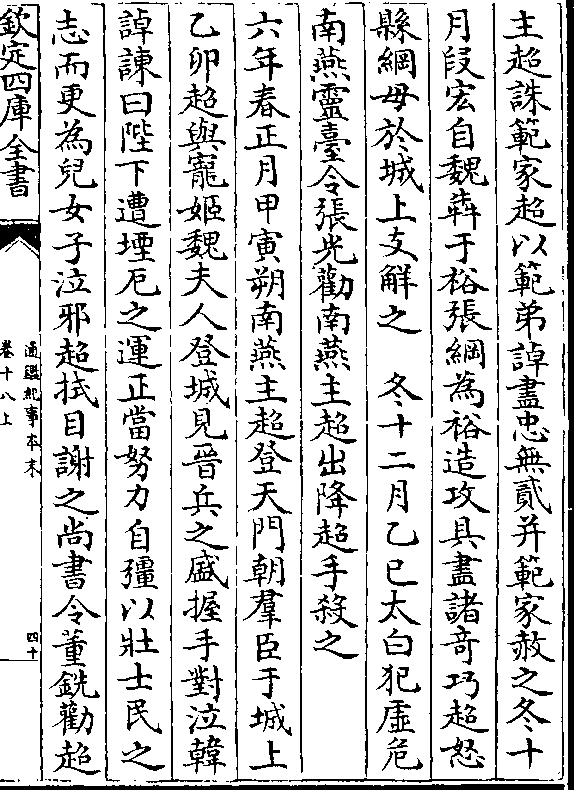 主超誅範家超以範弟𧨳盡忠無貳并範家赦之冬十
月段宏自魏犇于裕張綱為裕造攻具盡諸竒巧超怒
縣綱母於城上支解之　冬十二月乙巳太白犯虛危
南燕靈臺令張光勸南燕主超出降超手殺之
六年春正月甲寅朔南燕主超登天門朝羣臣于城上
乙卯超與寵姬魏夫人登城見晉兵之盛握手對泣韓
𧨳諫曰陛下遭堙厄之運正當努力自彊以壯士民之
志而更為兒女子泣邪超拭目謝之尚書令董銑勸超
欽定四庫全書
通鑑紀事本末
卷十八上
四十